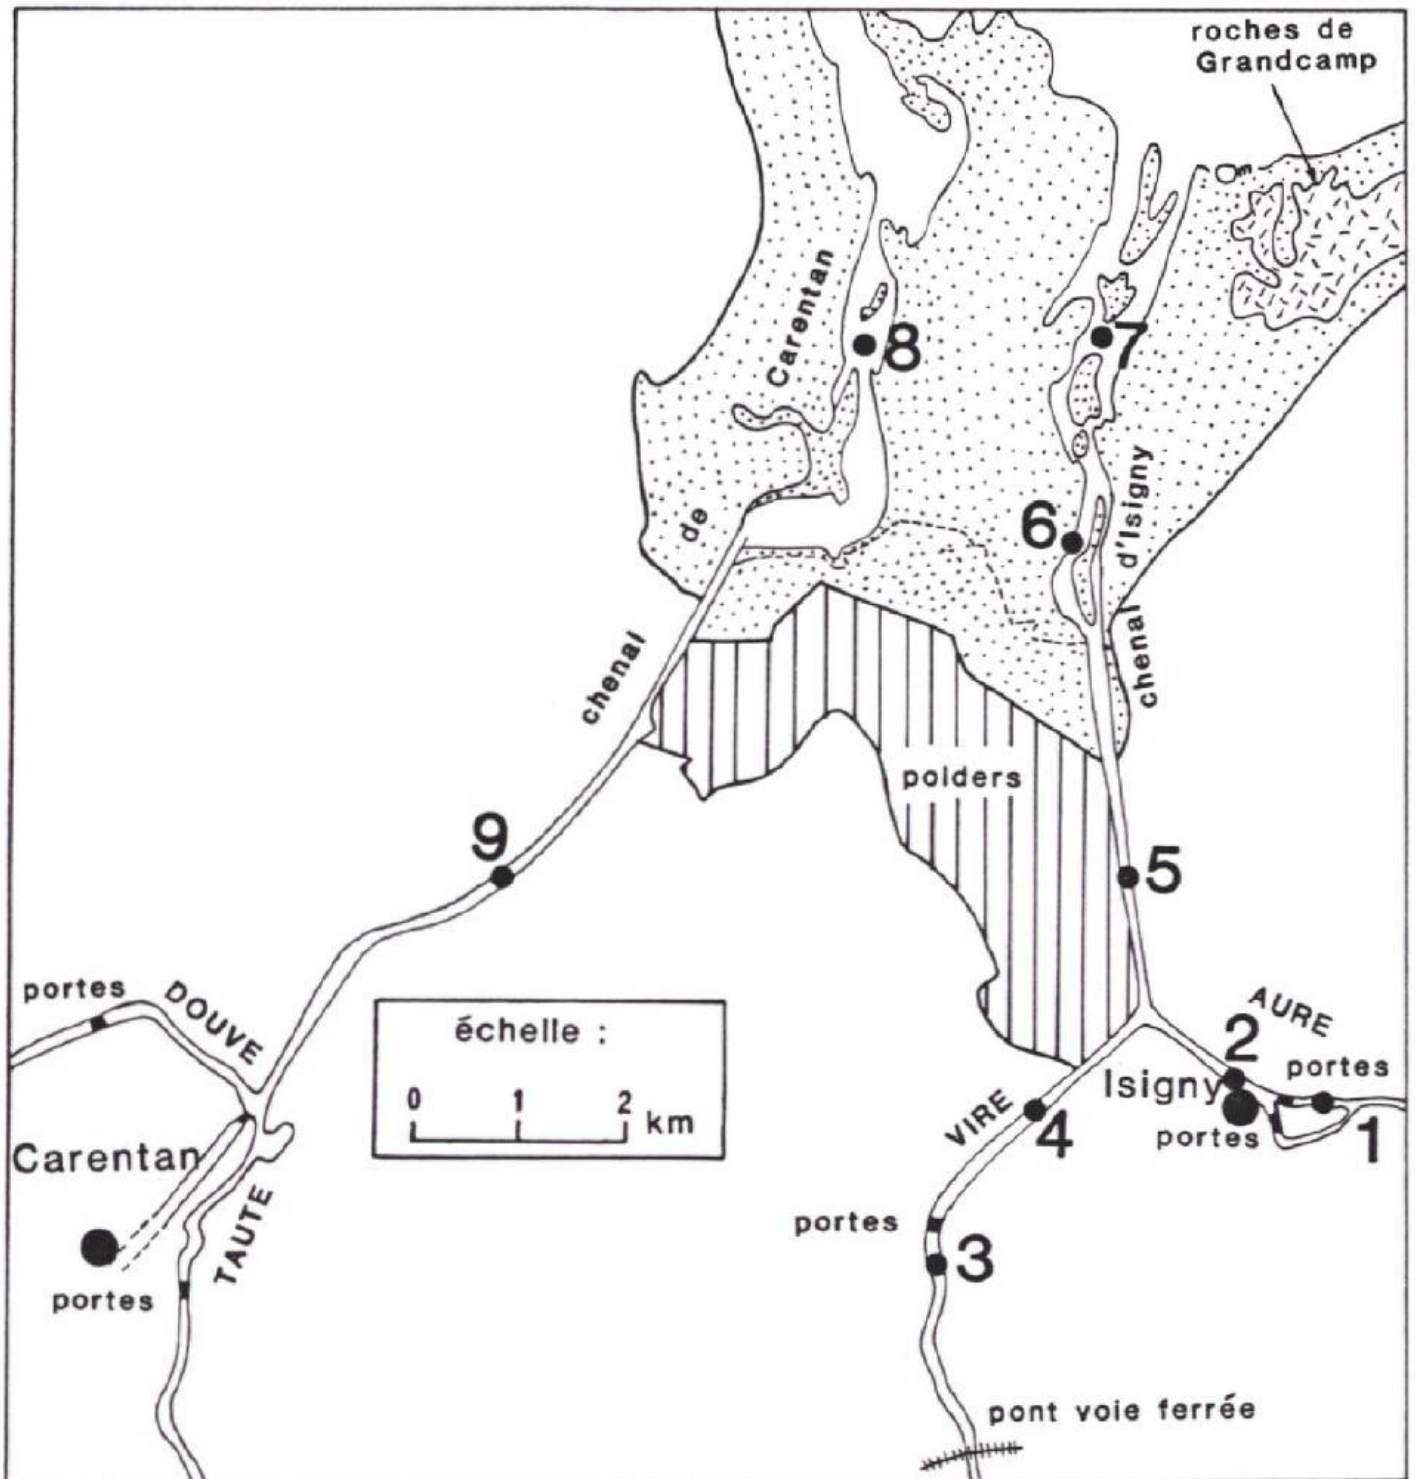 roches de
Grandcamp
Carentan
8
7
de
6
d'Isigny
chenal
chenal
polders
9
5
portes
DOUVE
échelle :
0 1 2
km
AURE
2
portes
Isigny
VIRE
4
portes
1
Carentan
TAUTE
portes
3
portes
pont voie ferrée